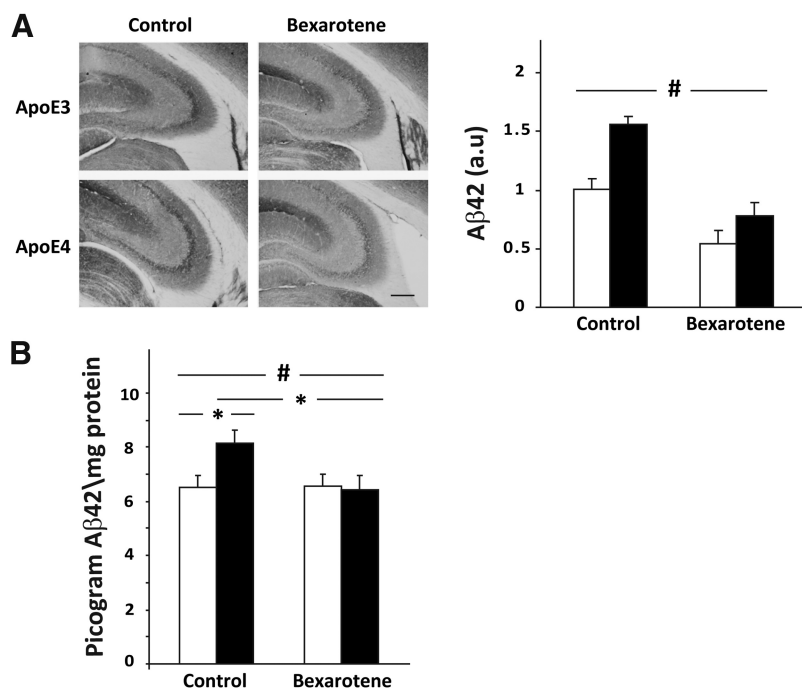 A
Control Bexarotene
ApoE3
ApoE4
Aβ42 (a.u)
2
1.5
1
0.5
0
#
Control Bexarotene
B
Picogram Aβ42\mg protein
10
8
6
4
2
0
#
*
*
Control Bexarotene